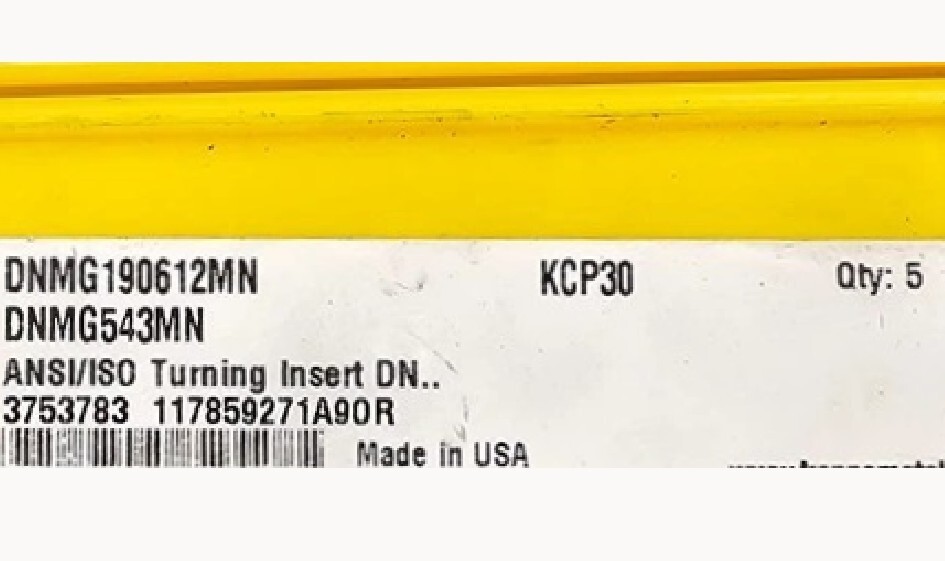 DNMG190612MN KCP30 Qty: 5
DNMG543MN
ANSI/ISO Turning Insert DN..
3753783 117859271A90R
Made in USA